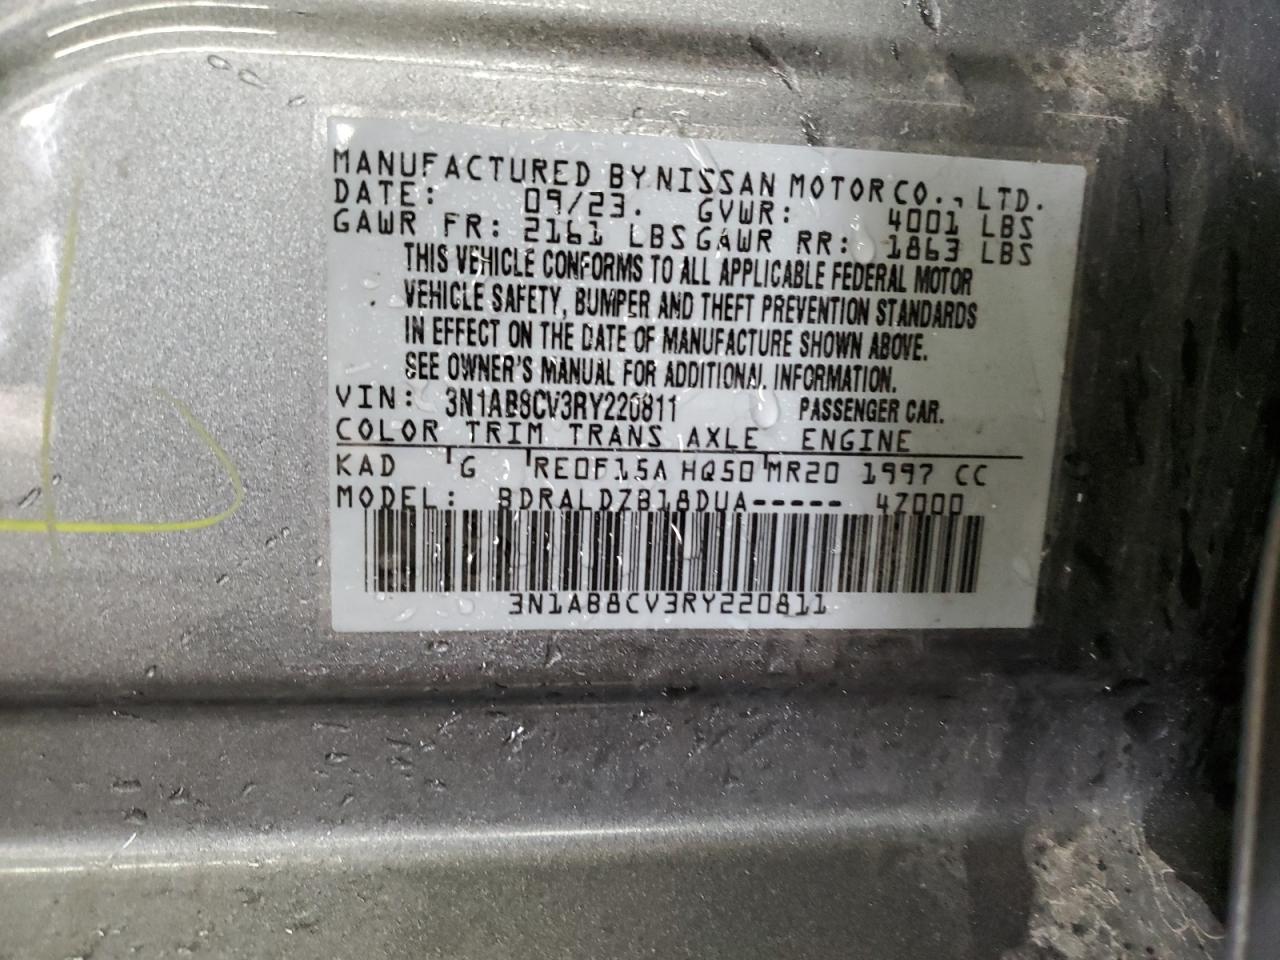 MANUFACTURED BY NISSAN MOTOR CO., LTD.
DATE: 09/23. GVWR: 4001 LBS
GAWR FR: 2161 LBS GAWR RR: 1863 LBS
THIS VEHICLE CONFORMS TO ALL APPLICABLE FEDERAL MOTOR
VEHICLE SAFETY, BUMPER AND THEFT PREVENTION STANDARDS
IN EFFECT ON THE DATE OF MANUFACTURE SHOWN ABOVE.
SEE OWNER'S MANUAL FOR ADDITIONAL INFORMATION.
VIN: 3N1AB8CV3RY220811 PASSENGER CAR.
COLOR TRIM TRANS AXLE ENGINE
KAD G RE0F15A HQ50 MR20 1997 CC
MODEL: BDRALDZB18DUA----- 4Z000
3N1AB8CV3RY220811